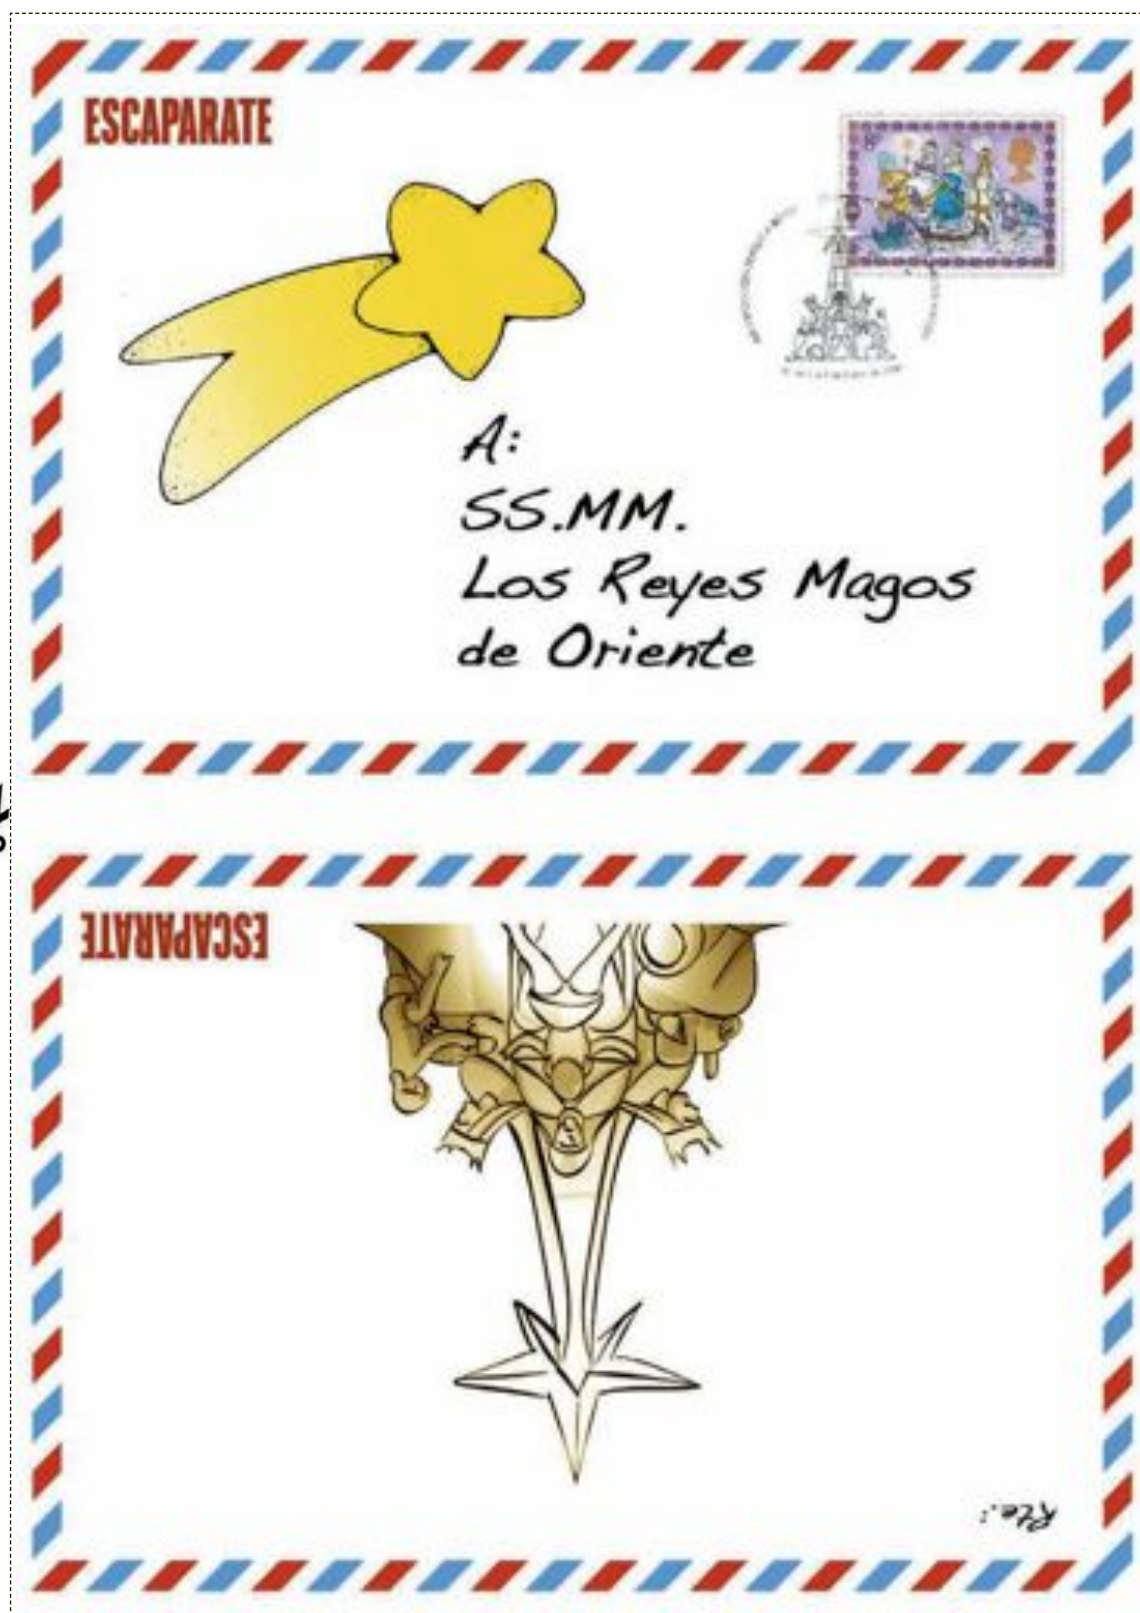 ESCAPARATE
A:
SS.MM.
Los Reyes Magos
de Oriente
ESCAPARATE
Rte.: